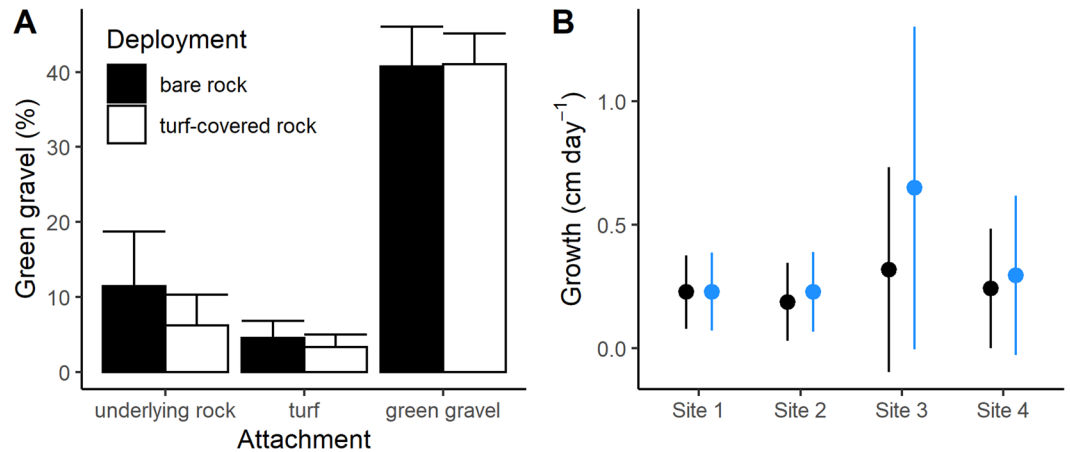 A
Deployment
bare rock
turf-covered rock
Green gravel (%)
40
30
20
10
0
underlying rock turf green gravel
Attachment
B
Growth (cm day⁻¹)
1.0
0.5
0.0
Site 1 Site 2 Site 3 Site 4